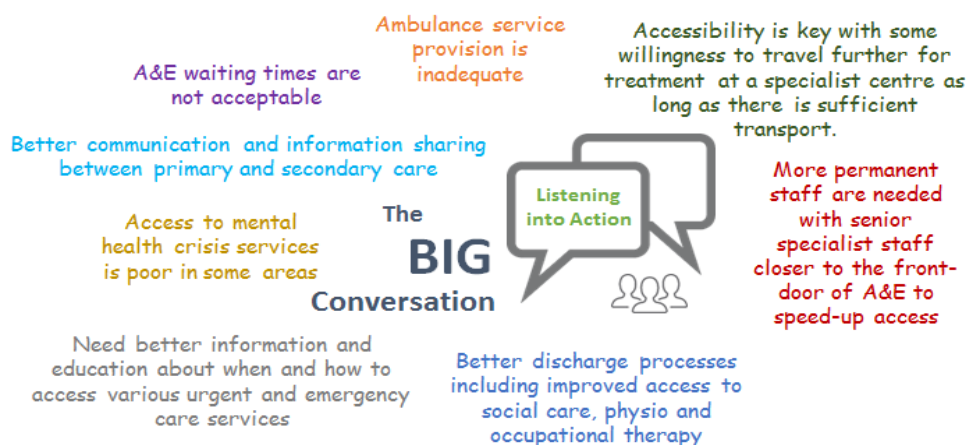 Ambulance service
provision is
inadequate
Accessibility is key with some
willingness to travel further for
treatment at a specialist centre as
long as there is sufficient
transport.
A&E waiting times are
not acceptable
Better communication and information sharing
between primary and secondary care
Listening
into Action
More permanent
staff are needed
with senior
specialist staff
closer to the front-
door of A&E to
speed-up access
Access to mental
health crisis services
is poor in some areas
The
BIG
Conversation
Need better information and
education about when and how to
access various urgent and emergency
care services
Better discharge processes
including improved access to
social care, physio and
occupational therapy